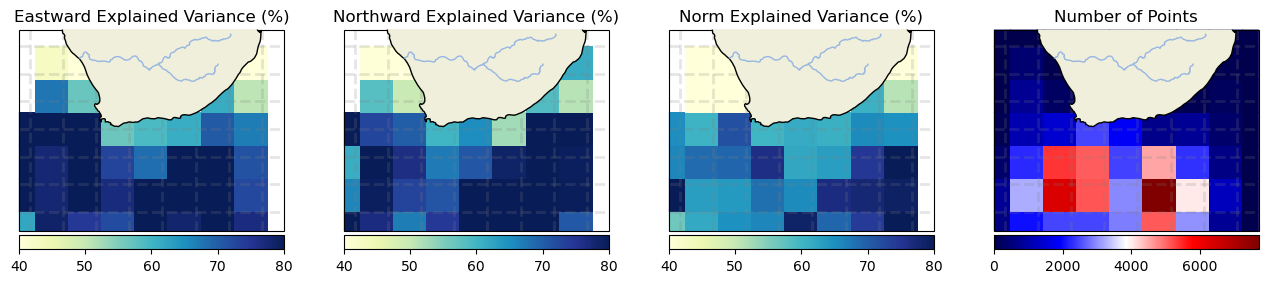 Eastward Explained Variance (%)
Northward Explained Variance (%)
Norm Explained Variance (%)
Number of Points
40 50 60 70 80
40 50 60 70 80
40 50 60 70 80
0 2000 4000 6000